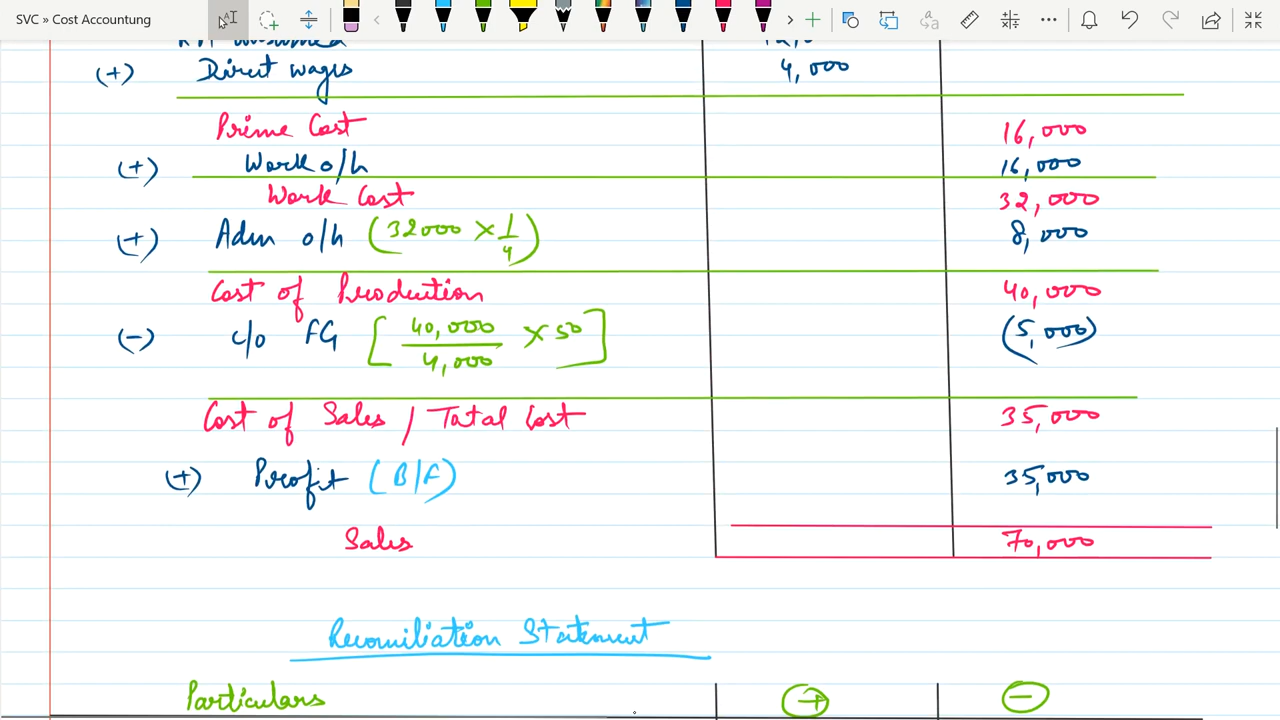 SVC » Cost Accountung
(+) Direct wages 4,000
Prime Cost 16,000
(+) Work o/h 16,000
Work Cost 32,000
(+) Adm o/h (32000 × 1/4) 8,000
Cost of Production 40,000
(-) c/o FG [40,000/4,000 × 50] (5,000)
Cost of Sales / Total Cost 35,000
(+) Profit (B/F) 35,000
Sales 70,000
Reconciliation Statement
Particulars + -